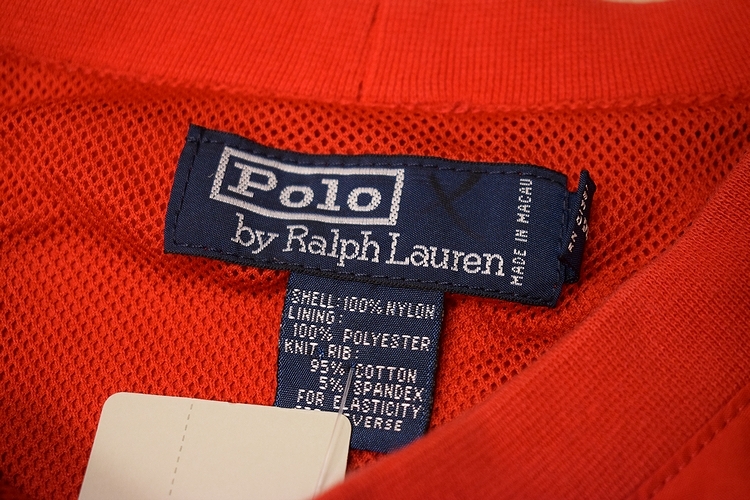 Polo
by Ralph Lauren
MADE IN MACAU
SHELL: 100% NYLON
LINING:
100% POLYESTER
KNIT RIB:
95% COTTON
5% SPANDEX
FOR ELASTICITY